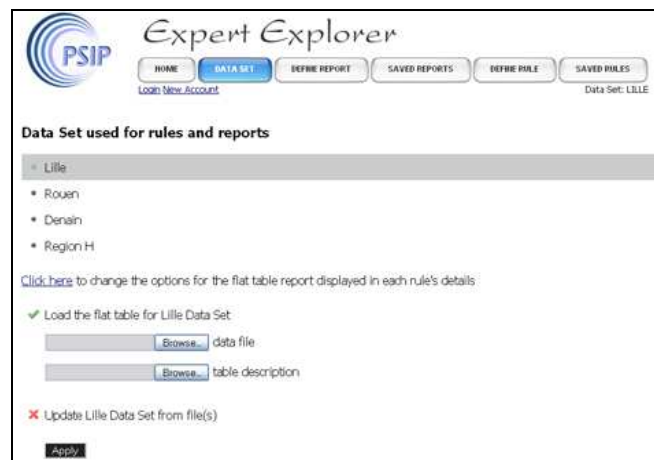 PSIP
Expert Explorer
HOME DATA SET DEFINE REPORT SAVED REPORTS DEFINE RULE SAVED RULES
Login New Account Data Set: LILLE
Data Set used for rules and reports
Lille
Rouen
Denain
Region H
Click here to change the options for the flat table report displayed in each rule's details
Load the flat table for Lille Data Set
Browse... data file
Browse... table description
Update Lille Data Set from file(s)
Apply